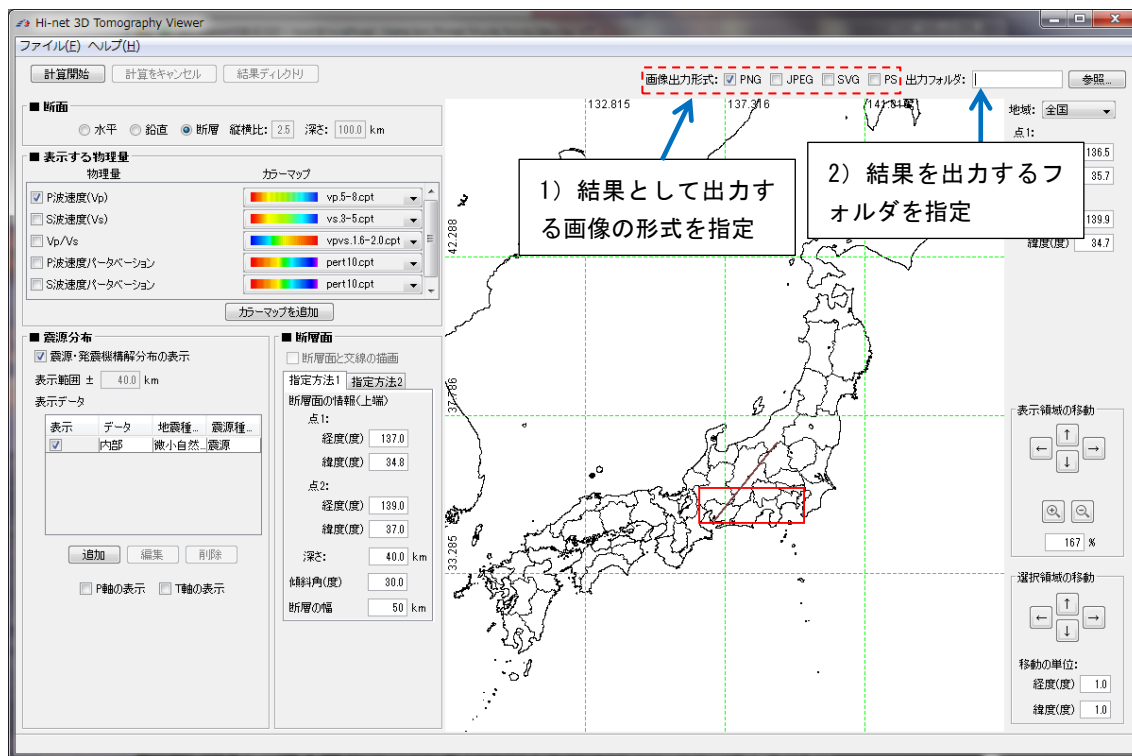 Hi-net 3D Tomography Viewer
ファイル(F) ヘルプ(H)
計算開始 計算をキャンセル 結果ディレクトリ
画像出力形式: PNG JPEG SVG PS 出力フォルダ: 参照...
■ 断面
水平 鉛直 断層 縦横比: 2.5 深さ: 100.0 km
■ 表示する物理量
物理量 カラーマップ
P波速度(Vp) vp.5-8.cpt
S波速度(Vs) vs.3-5.cpt
Vp/Vs vpvs.1.6-2.0.cpt
P波速度パータベーション pert10.cpt
S波速度パータベーション pert10.cpt
カラーマップを追加
■ 震源分布
震源・発震機構解分布の表示
表示範囲 ± 40.0 km
表示データ
表示 データ 地震種... 震源種...
内部 微小自然... 震源
追加 編集 削除
P軸の表示 T軸の表示
■ 断層面
断層面と交線の描画
指定方法1 指定方法2
断層面の情報(上端)
点1:
経度(度) 137.0
緯度(度) 34.8
点2:
経度(度) 139.0
緯度(度) 37.0
深さ: 40.0 km
傾斜角(度) 30.0
断層の幅 50 km
132.815 137.316 141.816
42.288
37.786
33.285
1）結果として出力す
る画像の形式を指定
2）結果を出力するフ
ォルダを指定
地域: 全国
点1:
136.5
35.7
139.9
緯度(度) 34.7
表示領域の移動
← ↑ ↓ →
167 %
選択領域の移動
← ↑ ↓ →
移動の単位:
経度(度) 1.0
緯度(度) 1.0